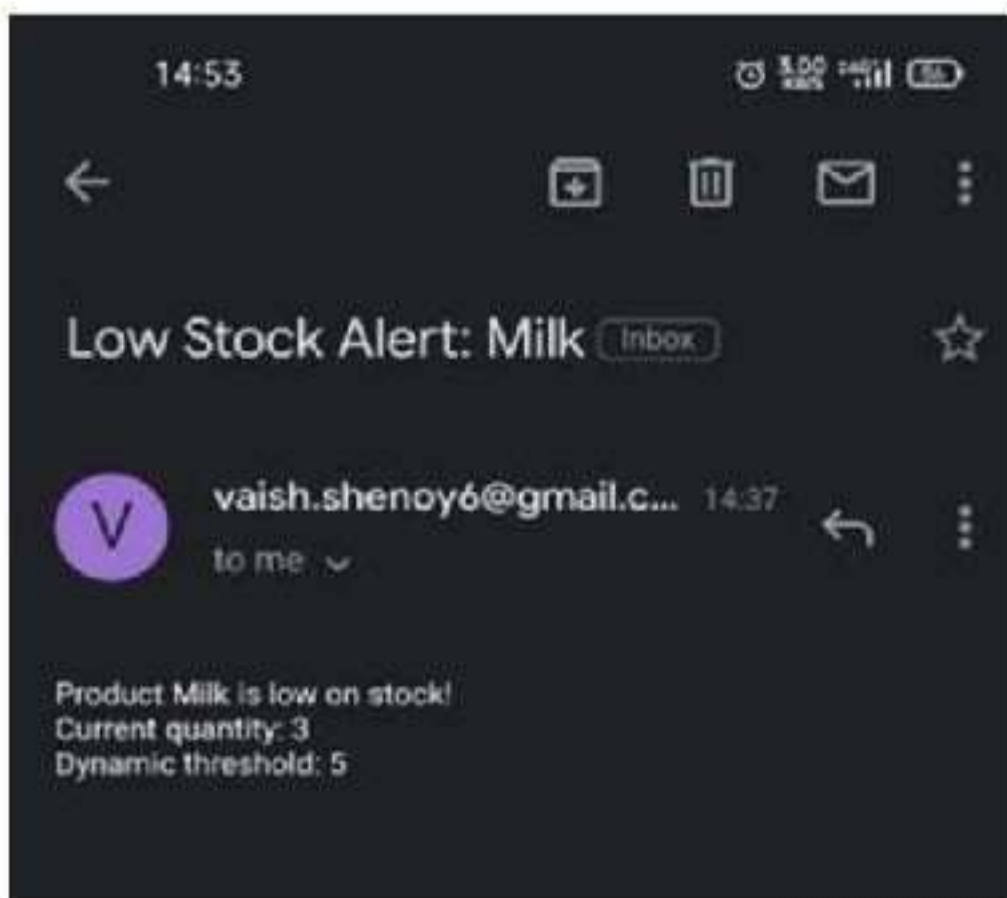 14:53
Low Stock Alert: Milk Inbox
vaish.shenoy6@gmail.c... 14:37
V
to me
Product Milk is low on stock!
Current quantity: 3
Dynamic threshold: 5